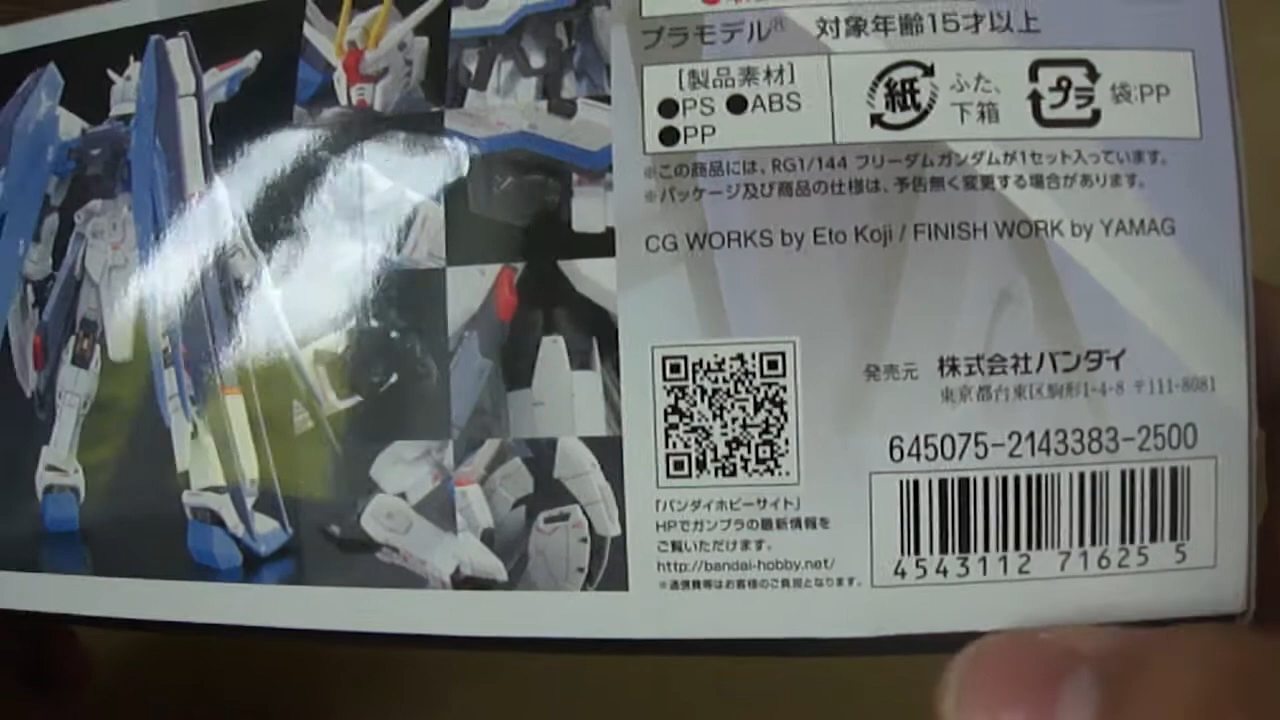 プラモデル® 対象年齢15才以上
[製品素材]
●PS ●ABS
●PP
紙 ふた、
下箱
プラ 袋:PP
※この商品には、RG1/144 フリーダムガンダムが1セット入っています。
※パッケージ及び商品の仕様は、予告無く変更する場合があります。
CG WORKS by Eto Koji / FINISH WORK by YAMAG
発売元 株式会社バンダイ
東京都台東区駒形1-4-8 〒111-8081
645075-2143383-2500
4543112 71625 5
「バンダイホビーサイト」
HPでガンプラの最新情報を
ご覧いただけます。
http://bandai-hobby.net/
※通信費等はお客様のご負担となります。